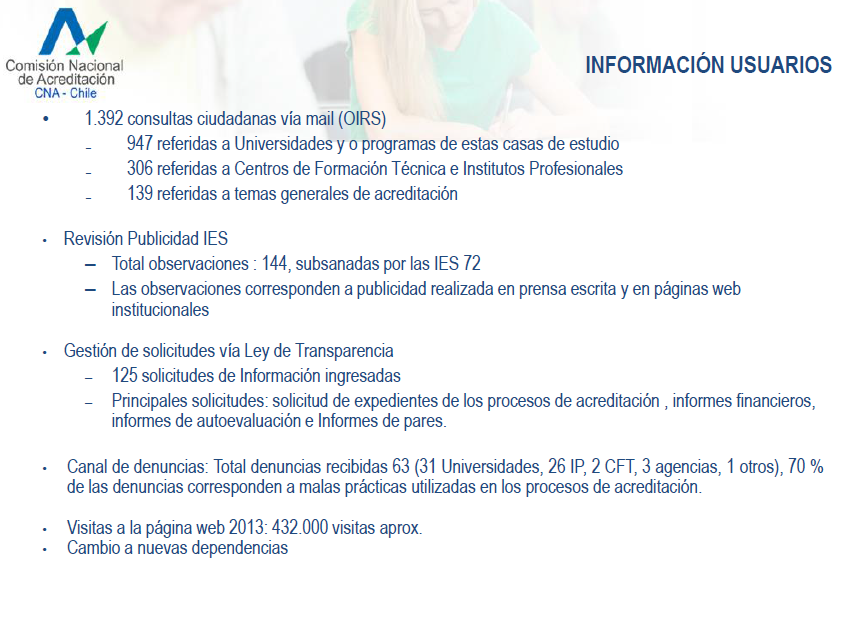 Comisión Nacional
de Acreditación
CNA - Chile
INFORMACIÓN USUARIOS
• 1.392 consultas ciudadanas vía mail (OIRS)
- 947 referidas a Universidades y o programas de estas casas de estudio
- 306 referidas a Centros de Formación Técnica e Institutos Profesionales
- 139 referidas a temas generales de acreditación
• Revisión Publicidad IES
– Total observaciones : 144, subsanadas por las IES 72
– Las observaciones corresponden a publicidad realizada en prensa escrita y en páginas web
institucionales
• Gestión de solicitudes vía Ley de Transparencia
– 125 solicitudes de Información ingresadas
– Principales solicitudes: solicitud de expedientes de los procesos de acreditación , informes financieros,
informes de autoevaluación e Informes de pares.
• Canal de denuncias: Total denuncias recibidas 63 (31 Universidades, 26 IP, 2 CFT, 3 agencias, 1 otros), 70 %
de las denuncias corresponden a malas prácticas utilizadas en los procesos de acreditación.
• Visitas a la página web 2013: 432.000 visitas aprox.
• Cambio a nuevas dependencias